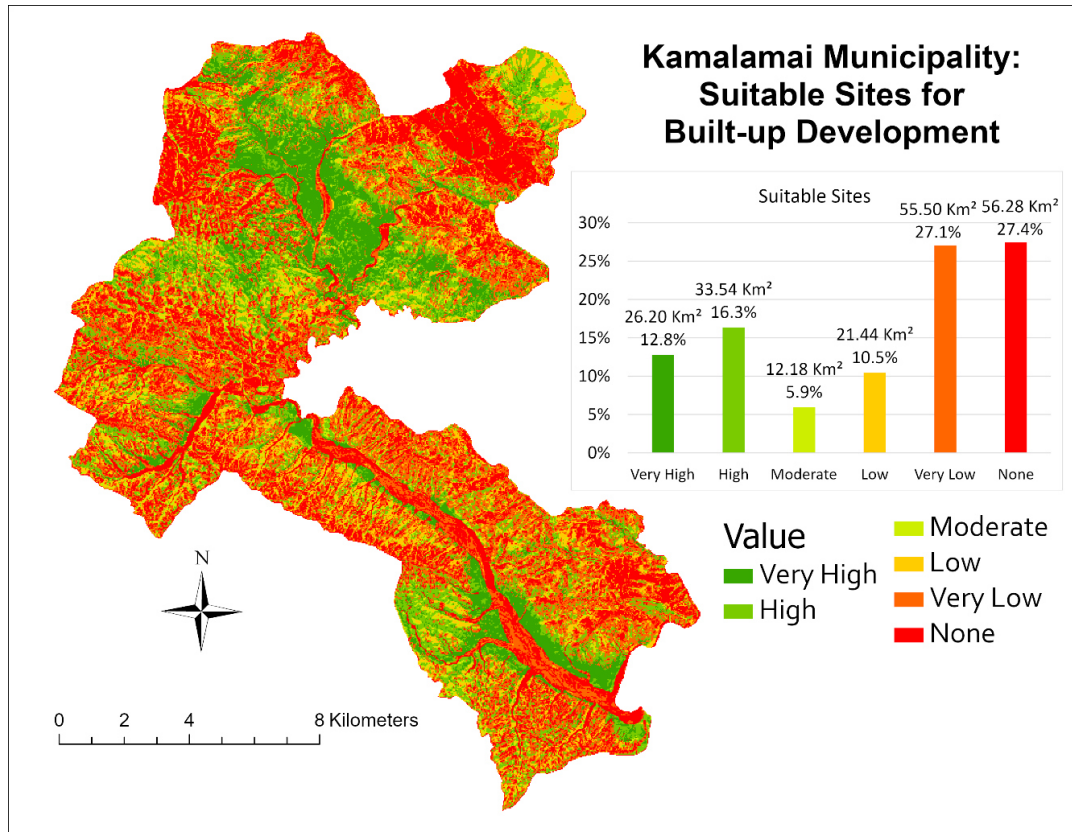 Kamalamai Municipality:
Suitable Sites for
Built-up Development
Suitable Sites
30%
25%
20%
15%
10%
5%
0%
26.20 Km²
12.8%
33.54 Km²
16.3%
12.18 Km²
5.9%
21.44 Km²
10.5%
55.50 Km²
27.1%
56.28 Km²
27.4%
Very High
High
Moderate
Low
Very Low
None
Value
Very High
High
Moderate
Low
Very Low
None
N
0 2 4 8 Kilometers